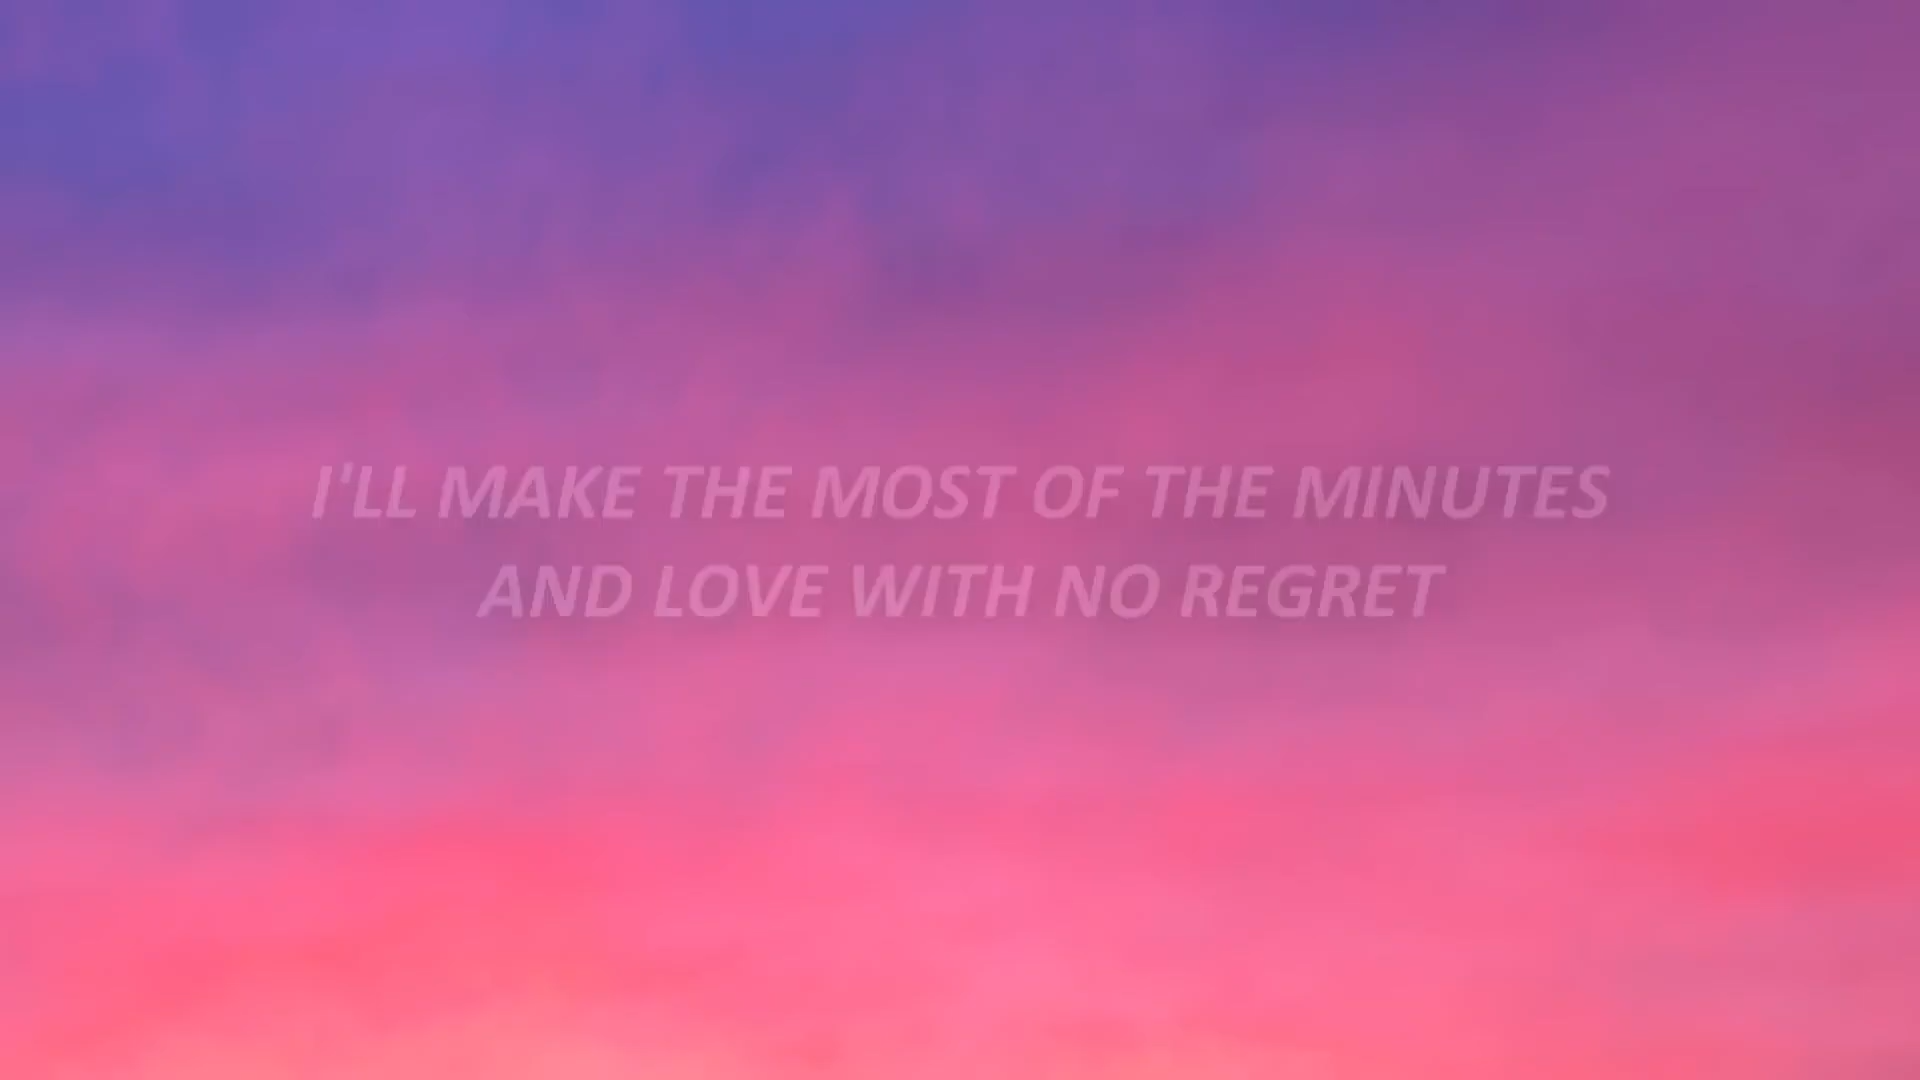 I'LL MAKE THE MOST OF THE MINUTES
AND LOVE WITH NO REGRET